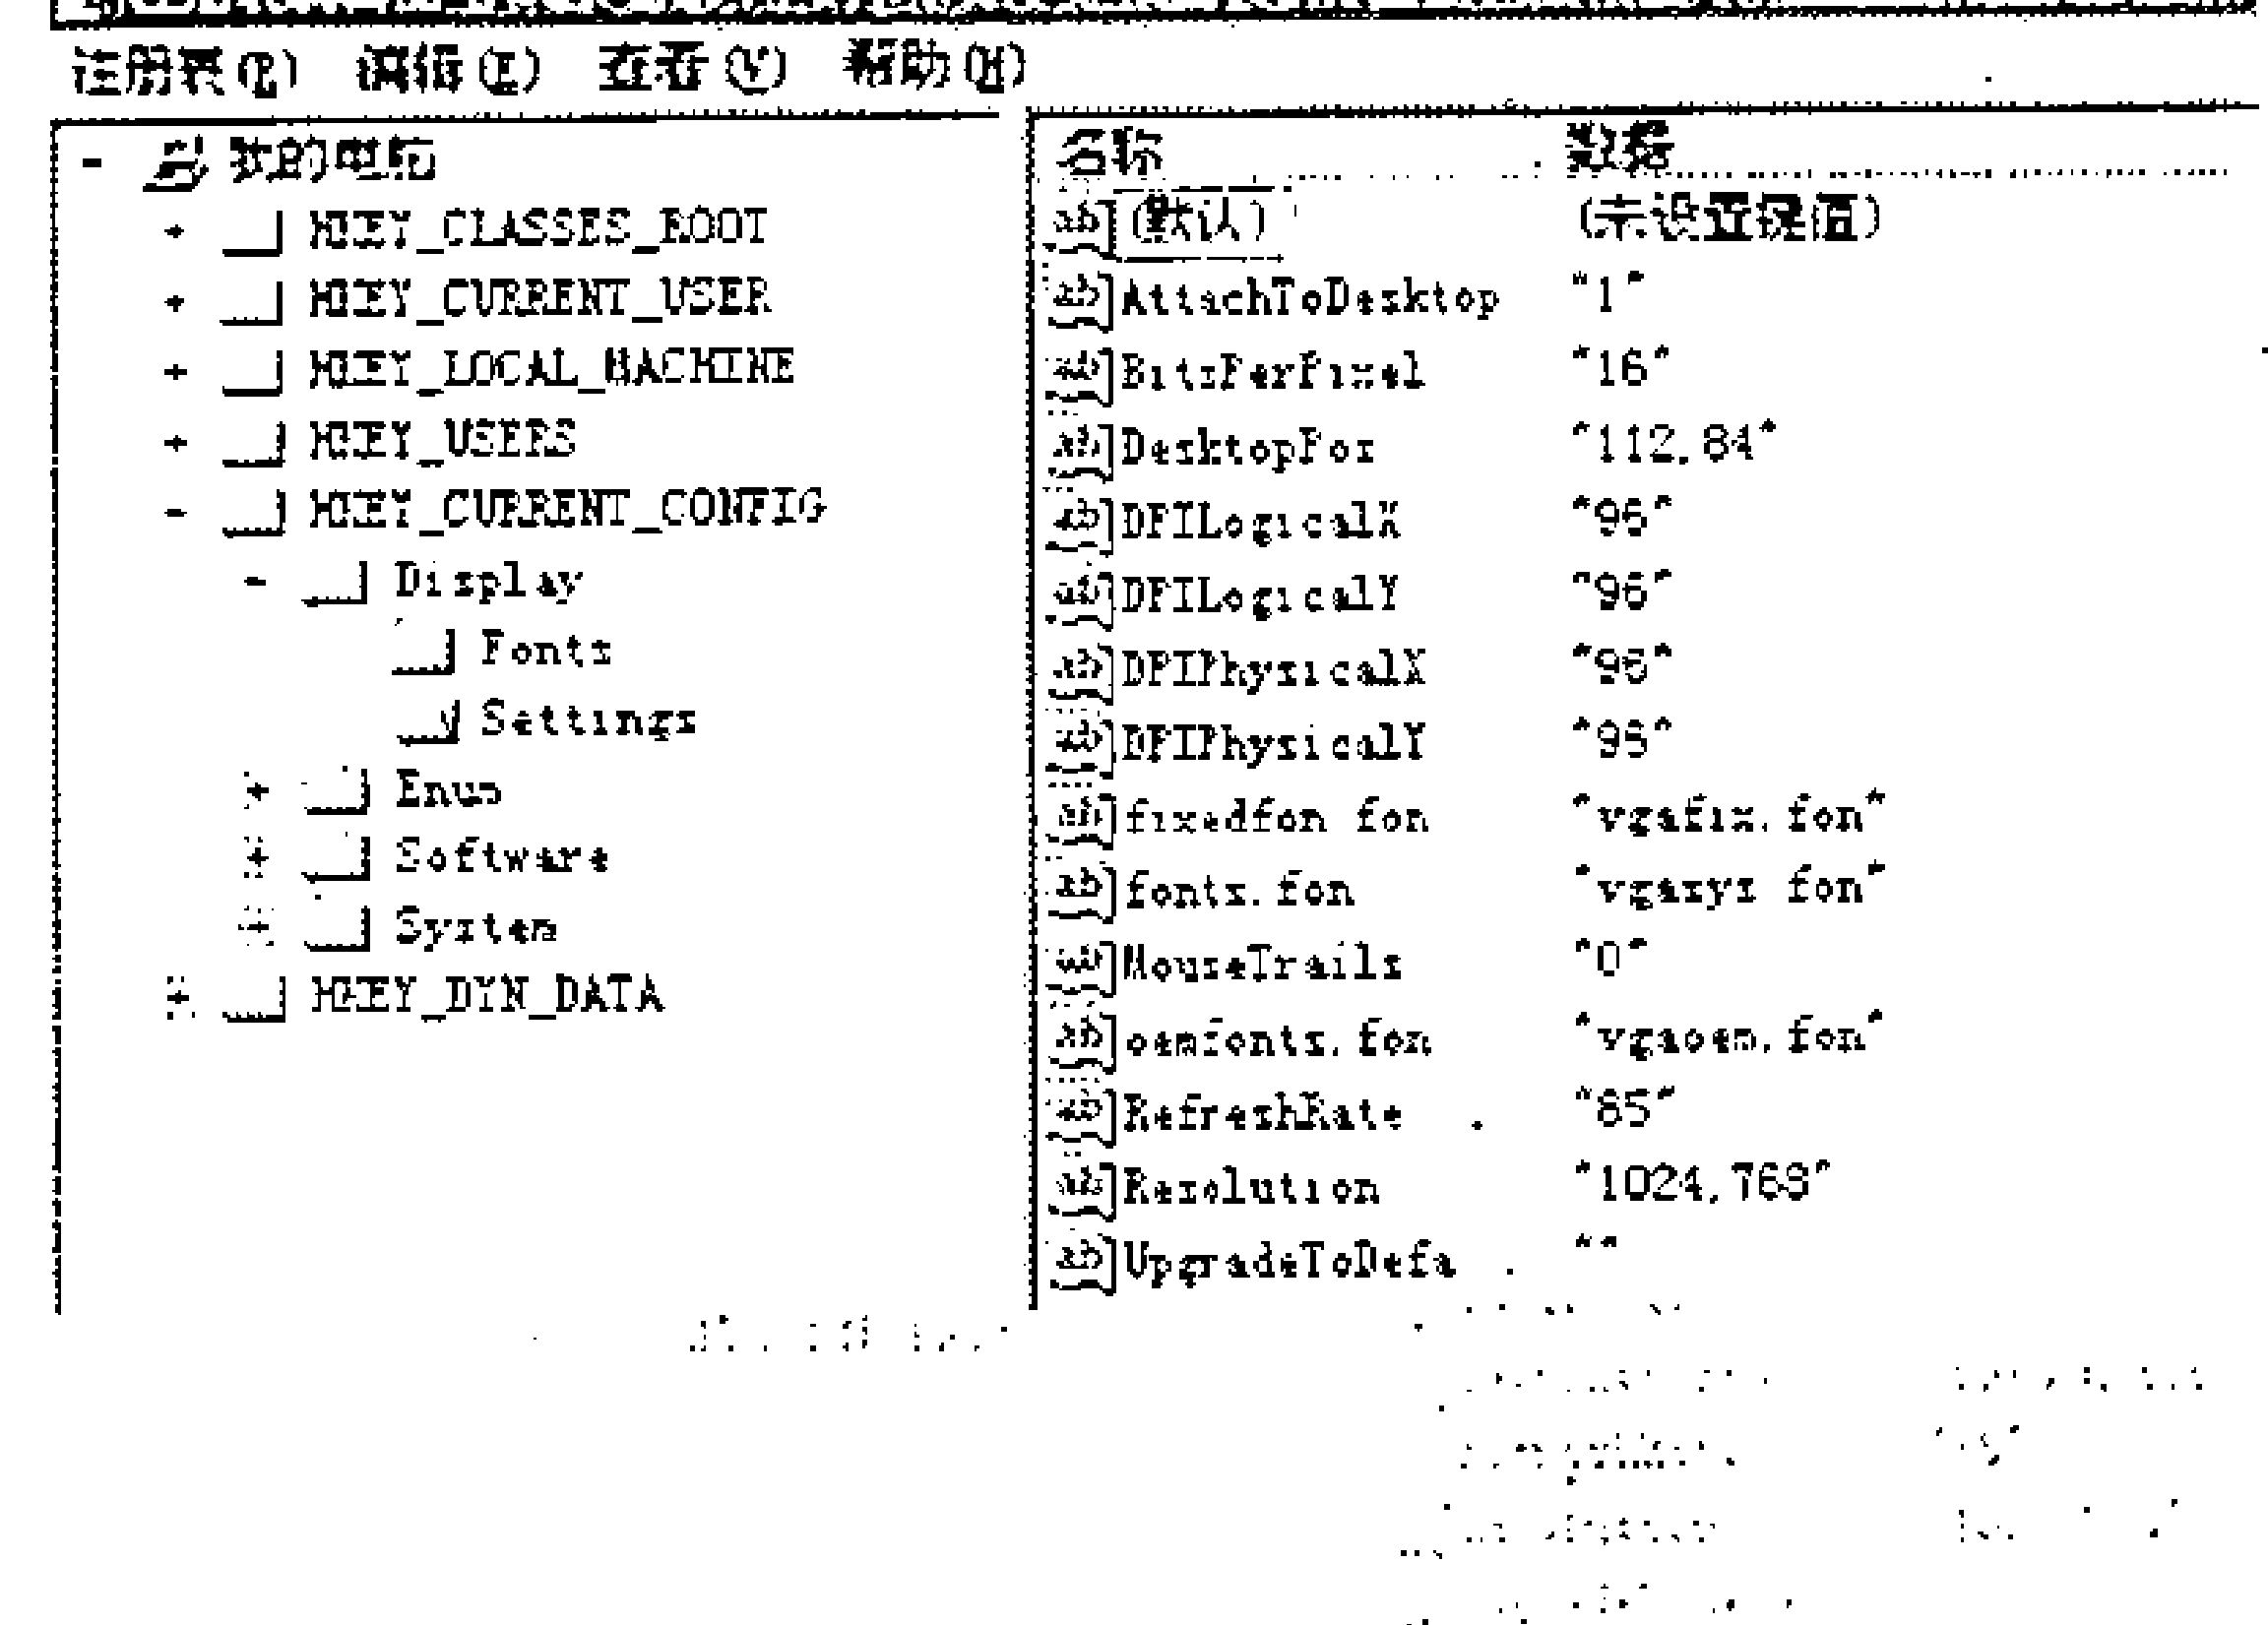 注册表(R) 编辑(E) 查看(V) 帮助(H)
我的电脑
HKEY_CLASSES_ROOT
HKEY_CURRENT_USER
HKEY_LOCAL_MACHINE
HKEY_USERS
HKEY_CURRENT_CONFIG
Display
Fonts
Settings
Enum
Software
System
HKEY_DYN_DATA
名称 数据
(默认) (未设置键值)
AttachToDesktop "1"
BitsPerPixel "16"
DesktopPos "112,84"
DPILogicalX "96"
DPILogicalY "96"
DPIPhysicalX "96"
DPIPhysicalY "96"
fixedfon.fon "vgafix.fon"
fonts.fon "vgasys.fon"
MouseTrails "0"
oemfonts.fon "vgaoem.fon"
RefreshRate "85"
Resolution "1024,768"
UpgradeToDefa ""